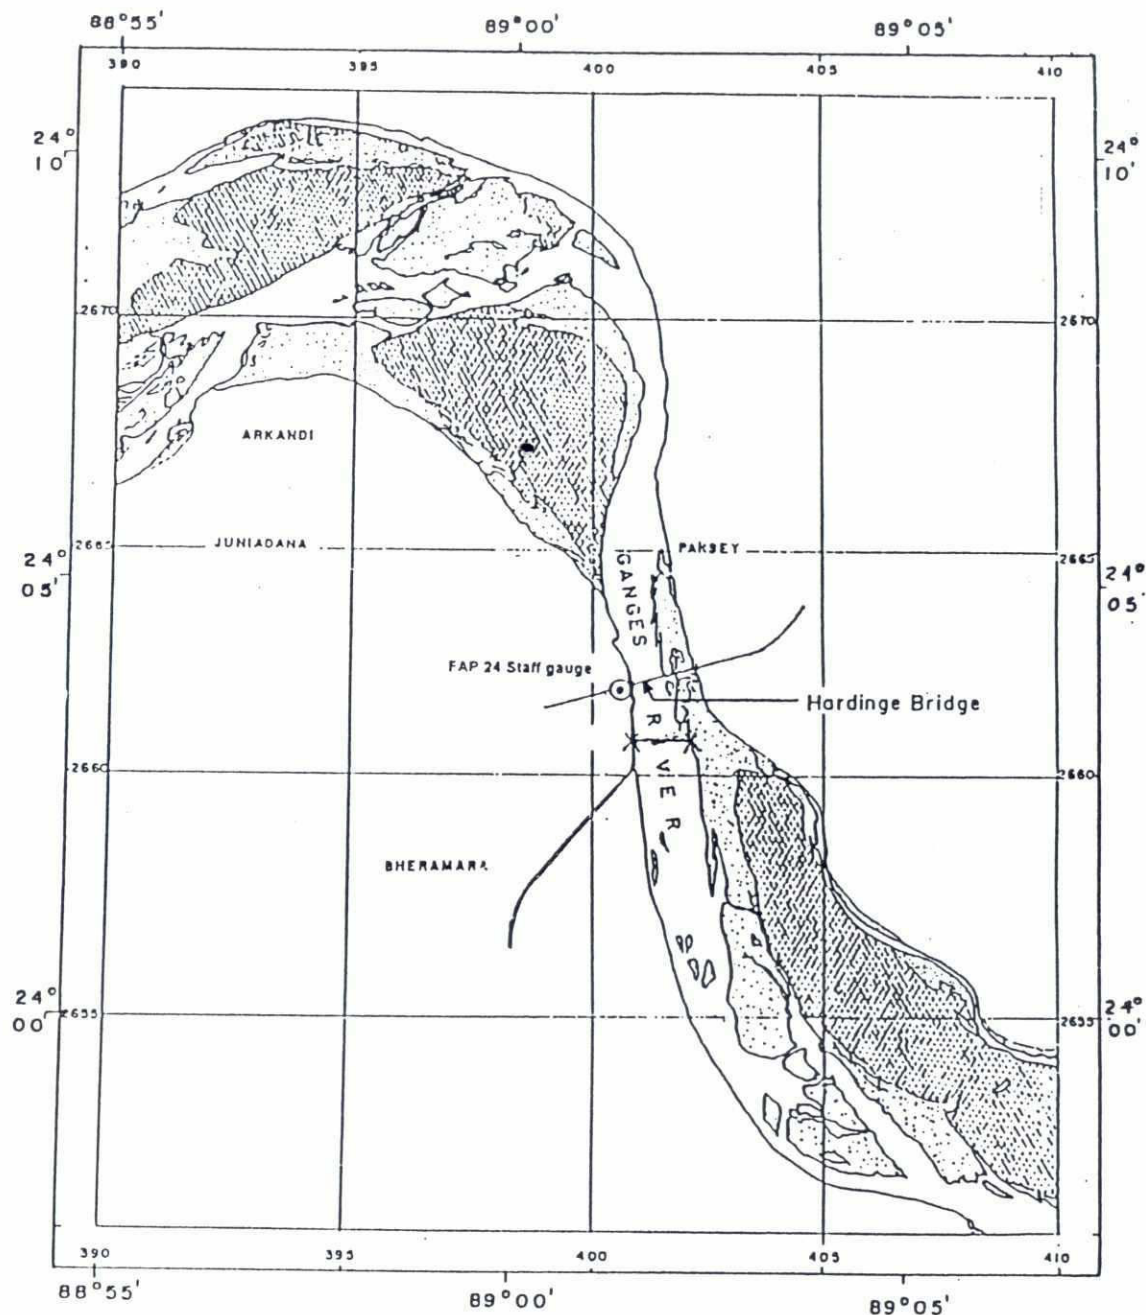 88°55' 89°00' 89°05'
390 395 400 405 410
24°
10'
24°
10'
2670 2670
ARKANDI
JUNIADANA
2665 2665
PAKSEY
24°
05'
24°
05'
GANGES
FAP 24 Staff gauge
Hardinge Bridge
RIVER
2660 2660
BHERAMARA
24°
00'
2655 2655
24°
00'
390 395 400 405 410
88°55' 89°00' 89°05'